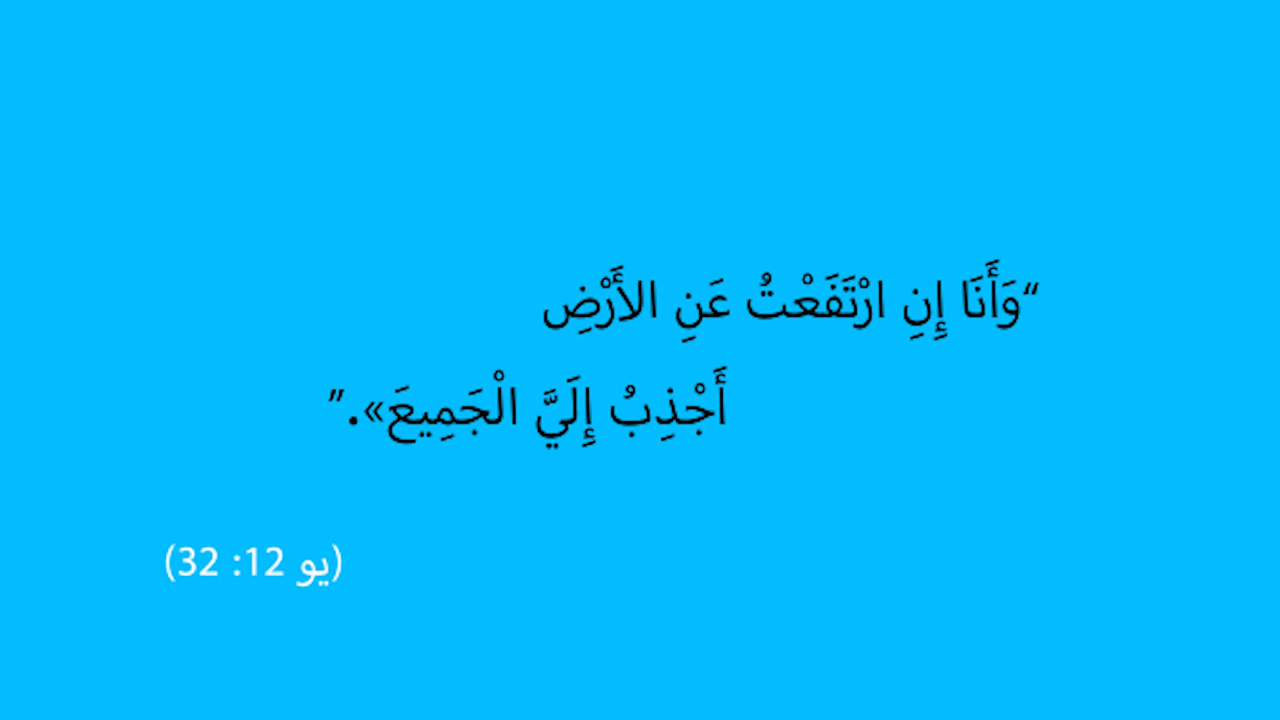 “وَأَنَا إِنِ ارْتَفَعْتُ عَنِ الأَرْضِ
أَجْذِبُ إِلَيَّ الْجَمِيعَ».”
(يو 12: 32)